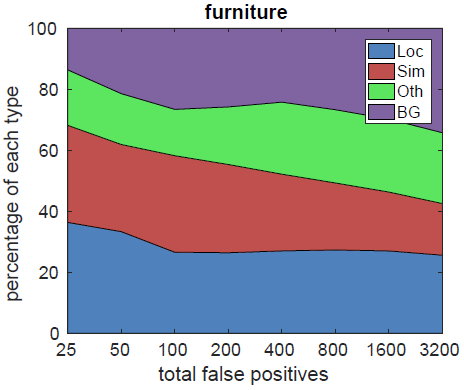 furniture
percentage of each type
100
80
60
40
20
0
Loc
Sim
Oth
BG
25 50 100 200 400 800 1600 3200
total false positives